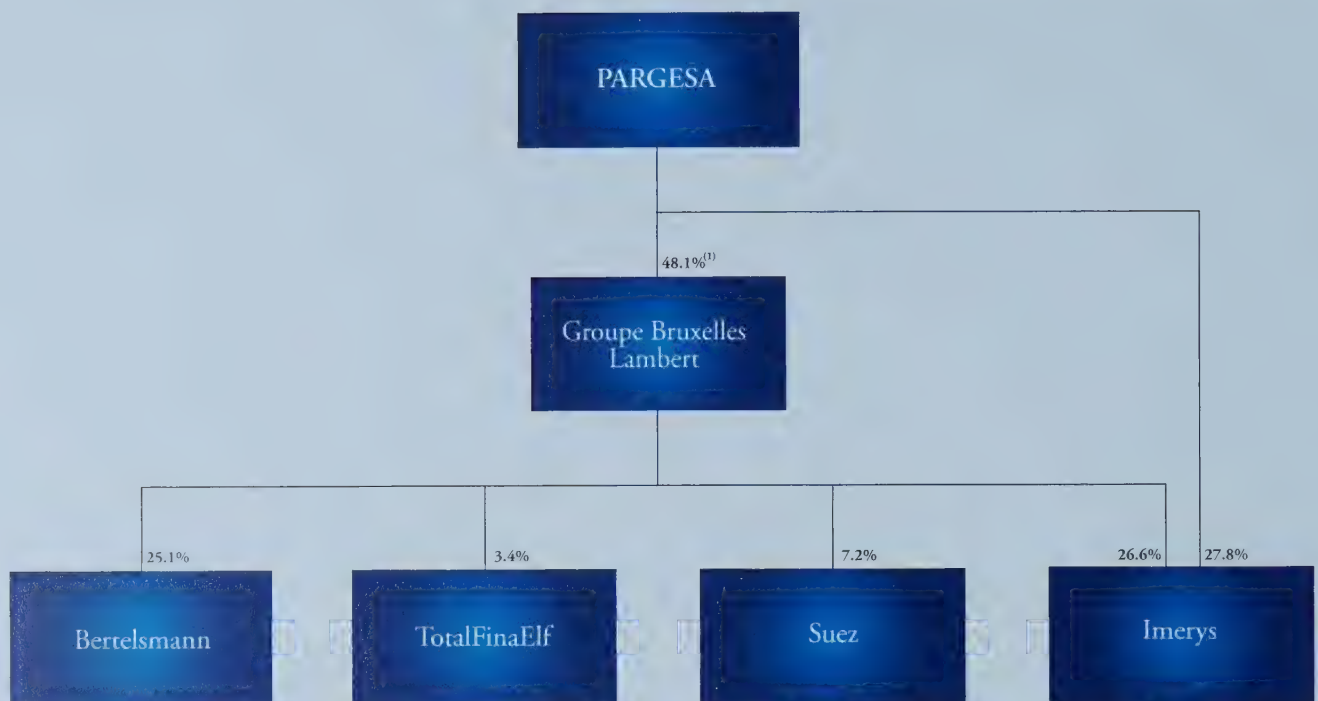 PARGESA
48.1%(1)
Groupe Bruxelles
Lambert
25.1%
3.4%
7.2%
26.6%
27.8%
Bertelsmann
TotalFinaElf
Suez
Imerys